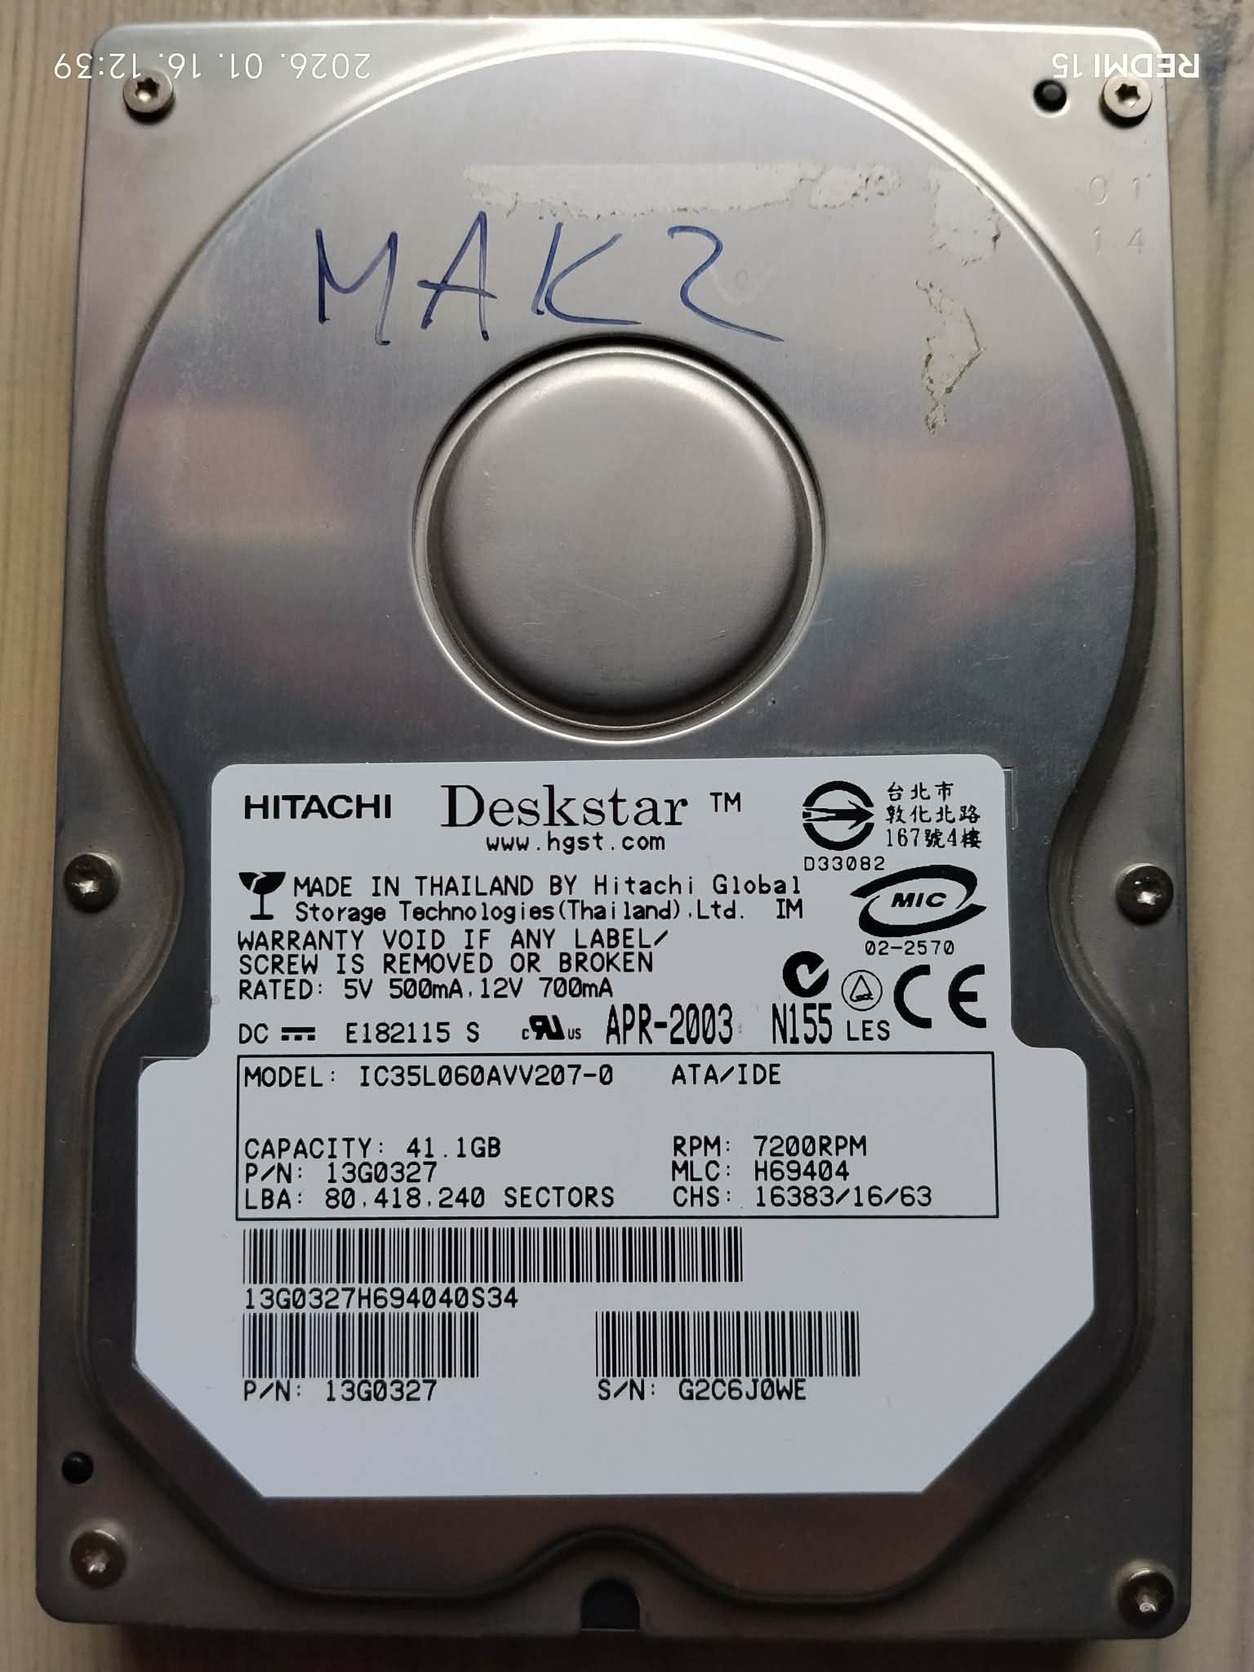 REDMI 15
2026. 01. 16. 12:39
01
14
MAK2
HITACHI Deskstar ™
www.hgst.com
台北市
敦化北路
167號4樓
D33082
MADE IN THAILAND BY Hitachi Global
Storage Technologies(Thailand),Ltd. IM
MIC
02-2570
WARRANTY VOID IF ANY LABEL/
SCREW IS REMOVED OR BROKEN
RATED: 5V 500mA,12V 700mA
DC E182115 S c RU us APR-2003 N155 LES CE
MODEL: IC35L060AVV207-0 ATA/IDE
CAPACITY: 41.1GB RPM: 7200RPM
P/N: 13G0327 MLC: H69404
LBA: 80,418,240 SECTORS CHS: 16383/16/63
13G0327H694040S34
P/N: 13G0327 S/N: G2C6J0WE